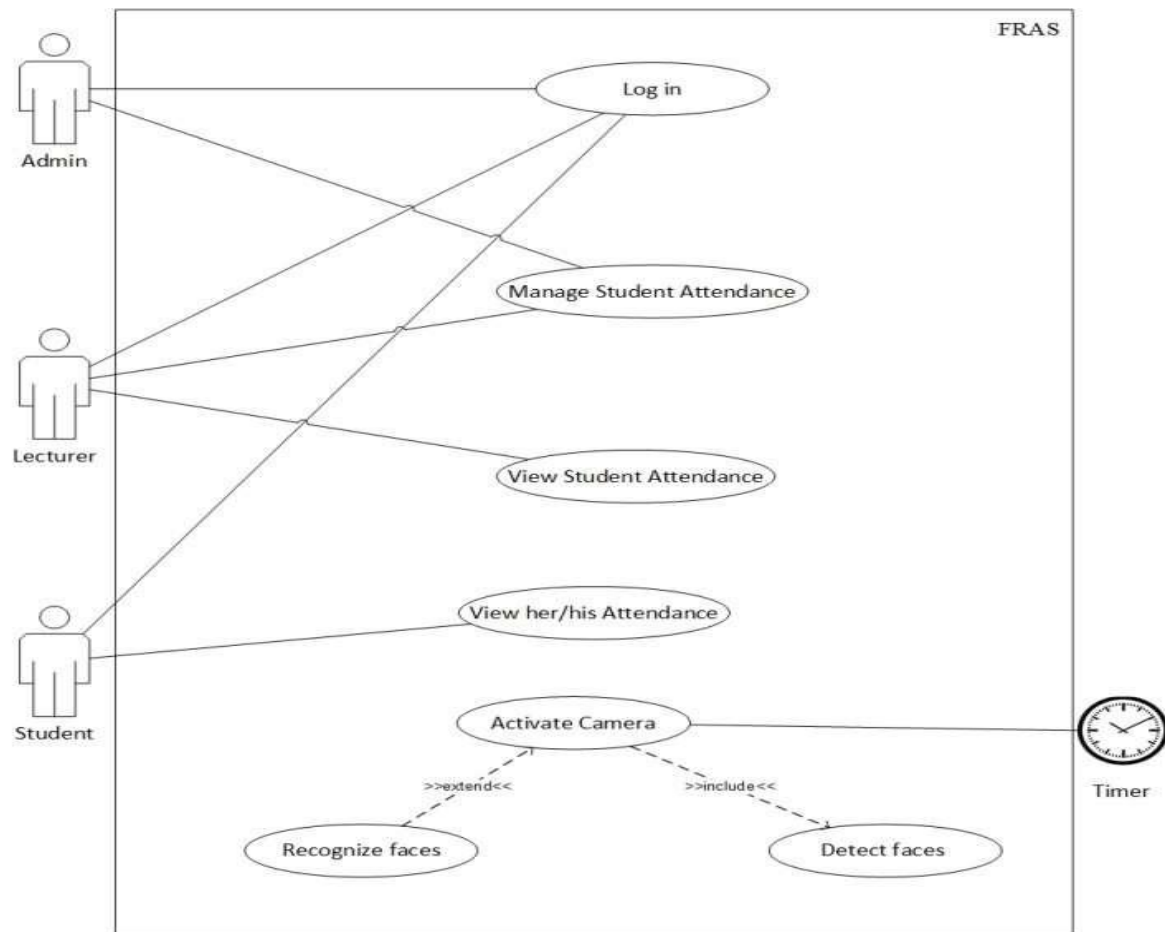 FRAS
Log in
Admin
Manage Student Attendance
Lecturer
View Student Attendance
View her/his Attendance
Student
Activate Camera
>>extend<<
>>include<<
Timer
Recognize faces
Detect faces